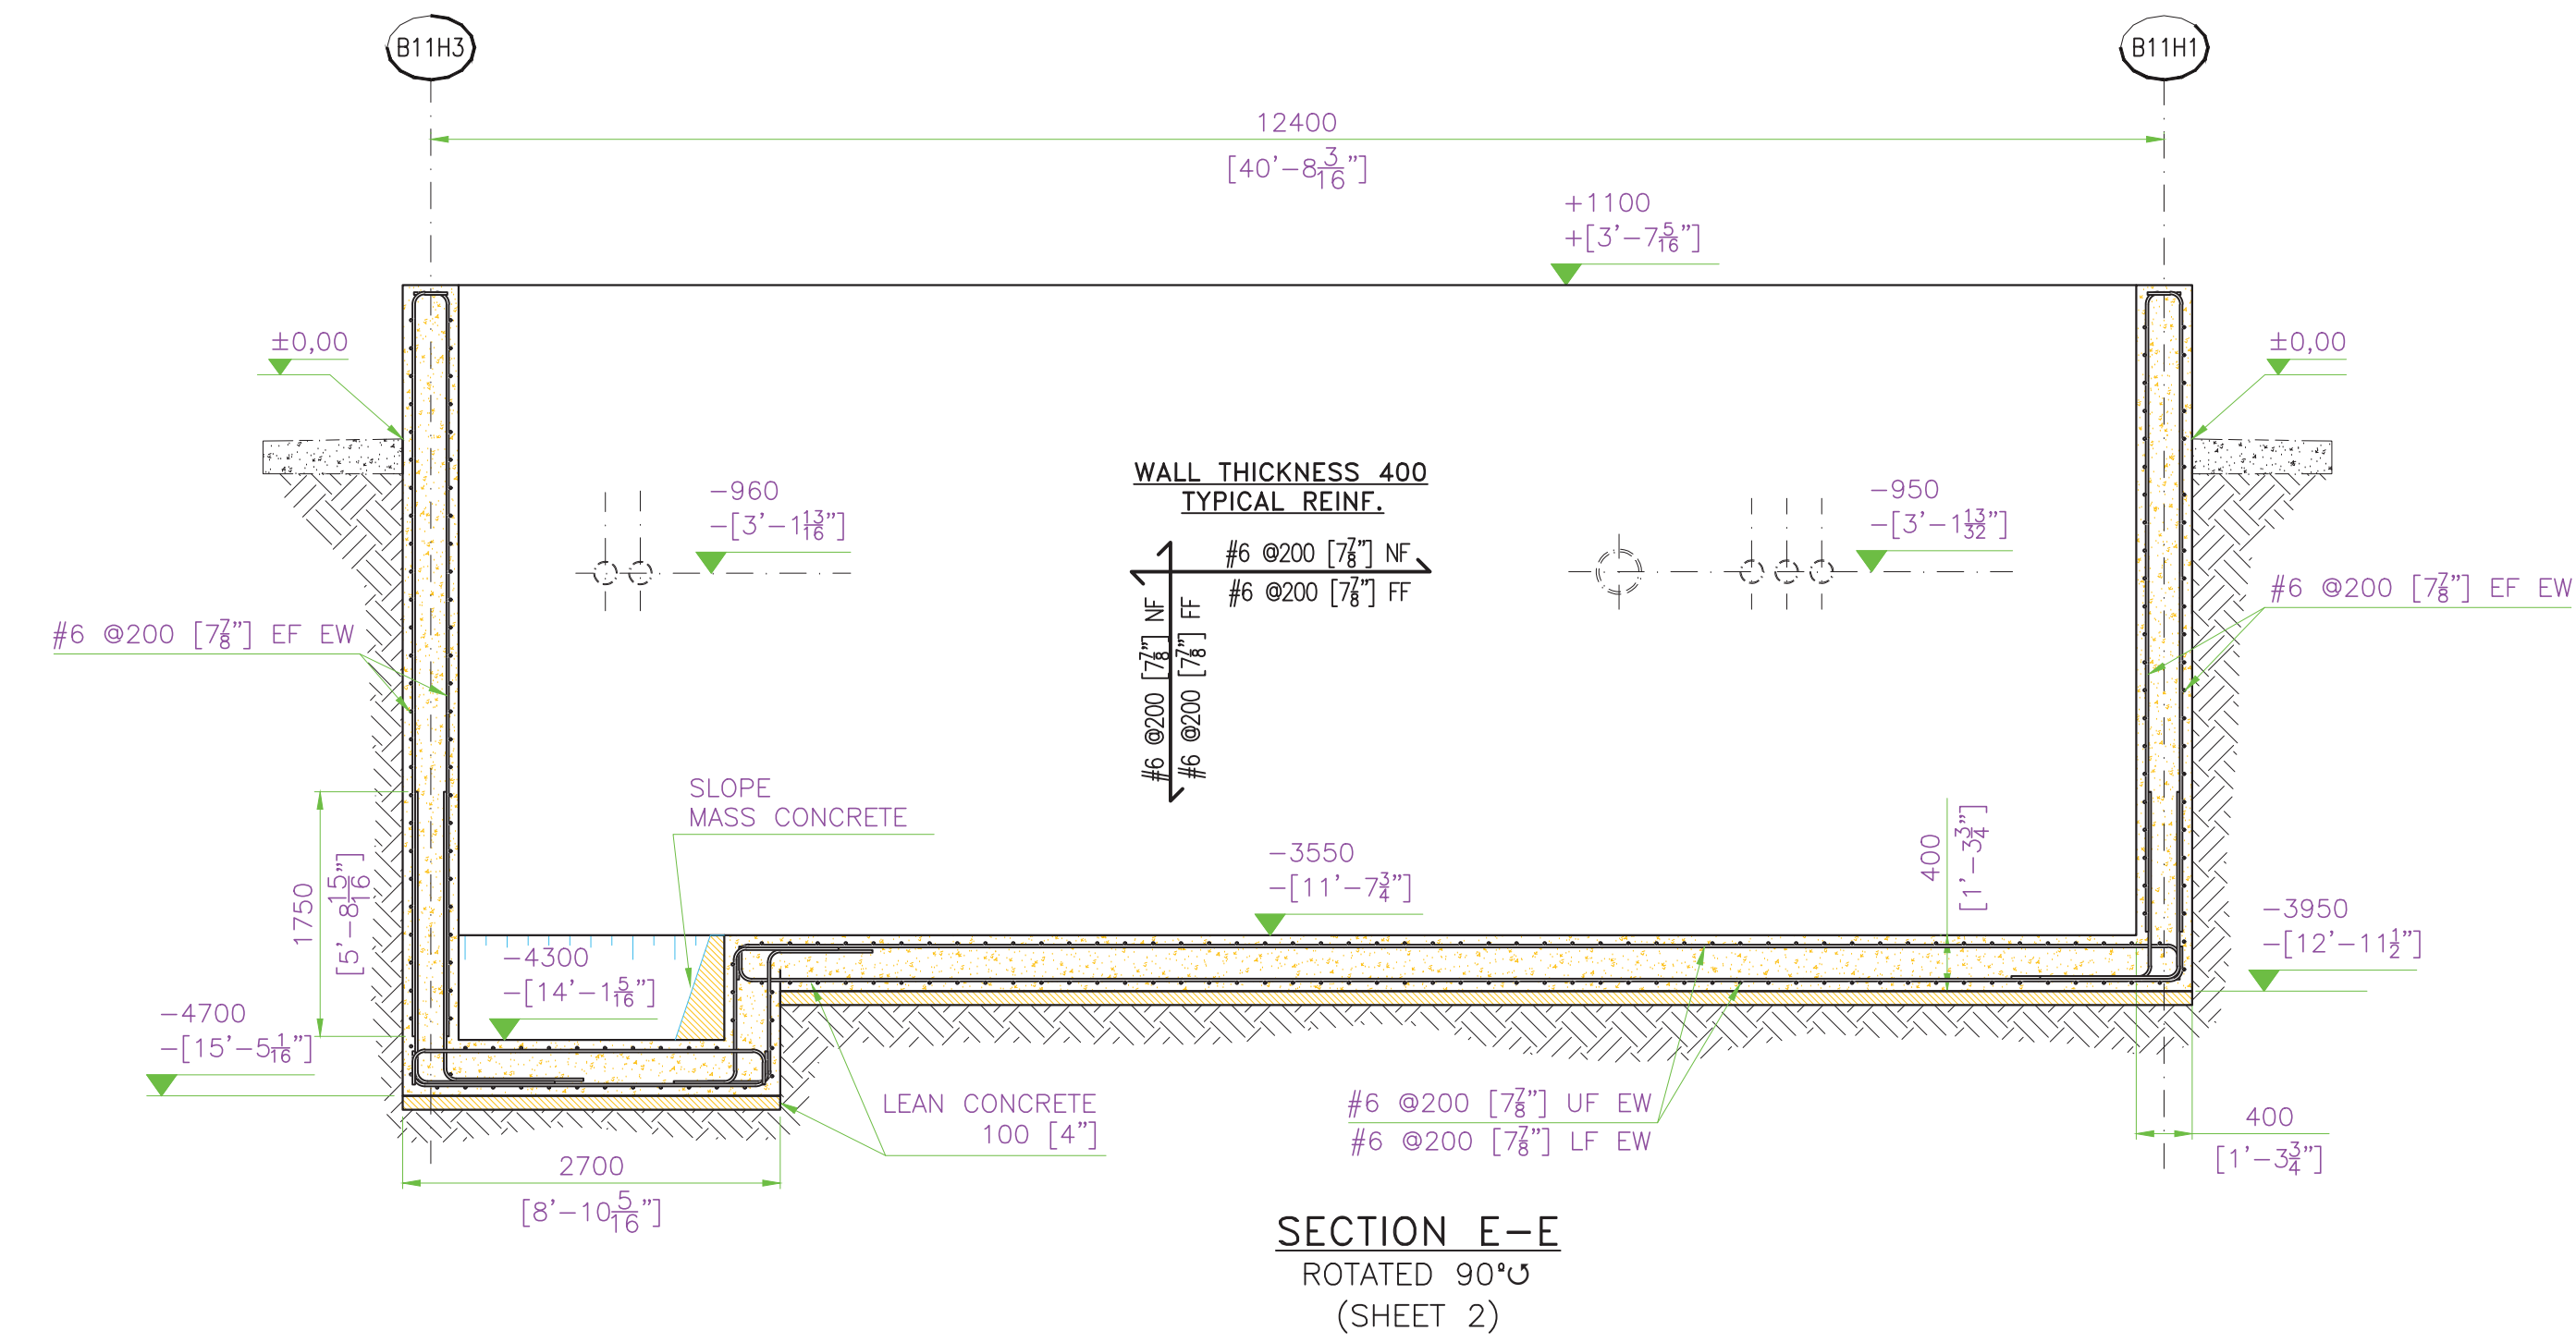 B11H3
B11H1
12400
[40'-8 3/16"]
+1100
+[3'-7 5/16"]
±0,00
±0,00
WALL THICKNESS 400
TYPICAL REINF.
-960
-[3'-1 13/16"]
-950
-[3'-1 13/32"]
#6 @200 [7 7/8"] NF
#6 @200 [7 7/8"] FF
#6 @200 [7 7/8"] NF
#6 @200 [7 7/8"] FF
#6 @200 [7 7/8"] EF EW
#6 @200 [7 7/8"] EF EW
SLOPE
MASS CONCRETE
1750
[5'-8 15/16"]
-3550
-[11'-7 3/4"]
400
[1'-3 3/4"]
-3950
-[12'-11 1/2"]
-4300
-[14'-1 5/16"]
-4700
-[15'-5 1/16"]
LEAN CONCRETE
100 [4"]
#6 @200 [7 7/8"] UF EW
#6 @200 [7 7/8"] LF EW
400
[1'-3 3/4"]
2700
[8'-10 5/16"]
SECTION E-E
ROTATED 90°↺
(SHEET 2)